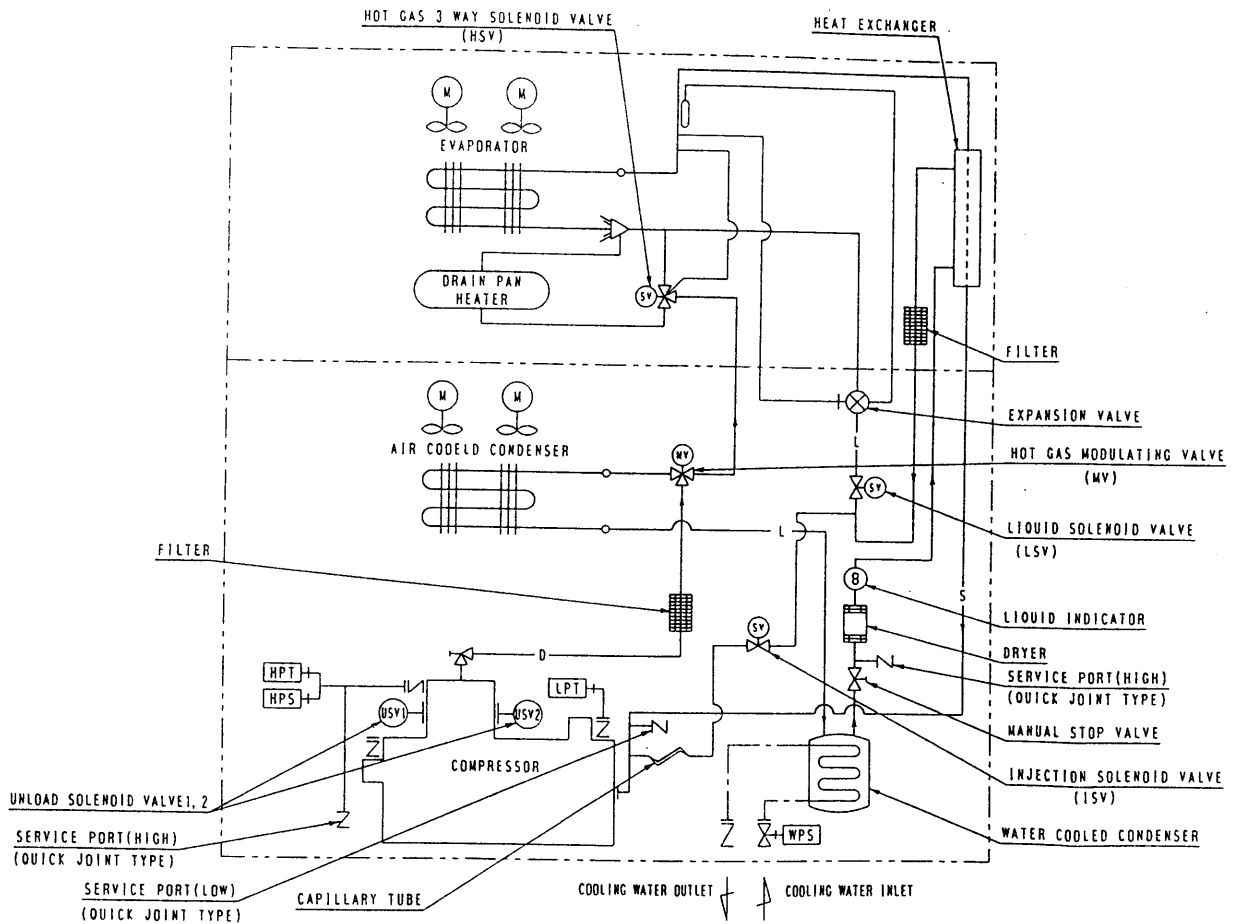 HOT GAS 3 WAY SOLENOID VALVE
(HSV)
HEAT EXCHANGER
M
M
EVAPORATOR
DRAIN PAN
HEATER
SV
FILTER
M
M
EXPANSION VALVE
AIR COOELD CONDENSER
MV
HOT GAS MODULATING VALVE
(MV)
L
SV
LIQUID SOLENOID VALVE
(LSV)
L
FILTER
8
S
LIQUID INDICATOR
SV
DRYER
D
HPT
HPS
LPT
SERVICE PORT(HIGH)
(QUICK JOINT TYPE)
USV1
USV2
MANUAL STOP VALVE
COMPRESSOR
INJECTION SOLENOID VALVE
(ISV)
UNLOAD SOLENOID VALVE1,2
SERVICE PORT(HIGH)
(QUICK JOINT TYPE)
WPS
WATER COOLED CONDENSER
SERVICE PORT(LOW)
(QUICK JOINT TYPE)
CAPILLARY TUBE
COOLING WATER OUTLET
COOLING WATER INLET